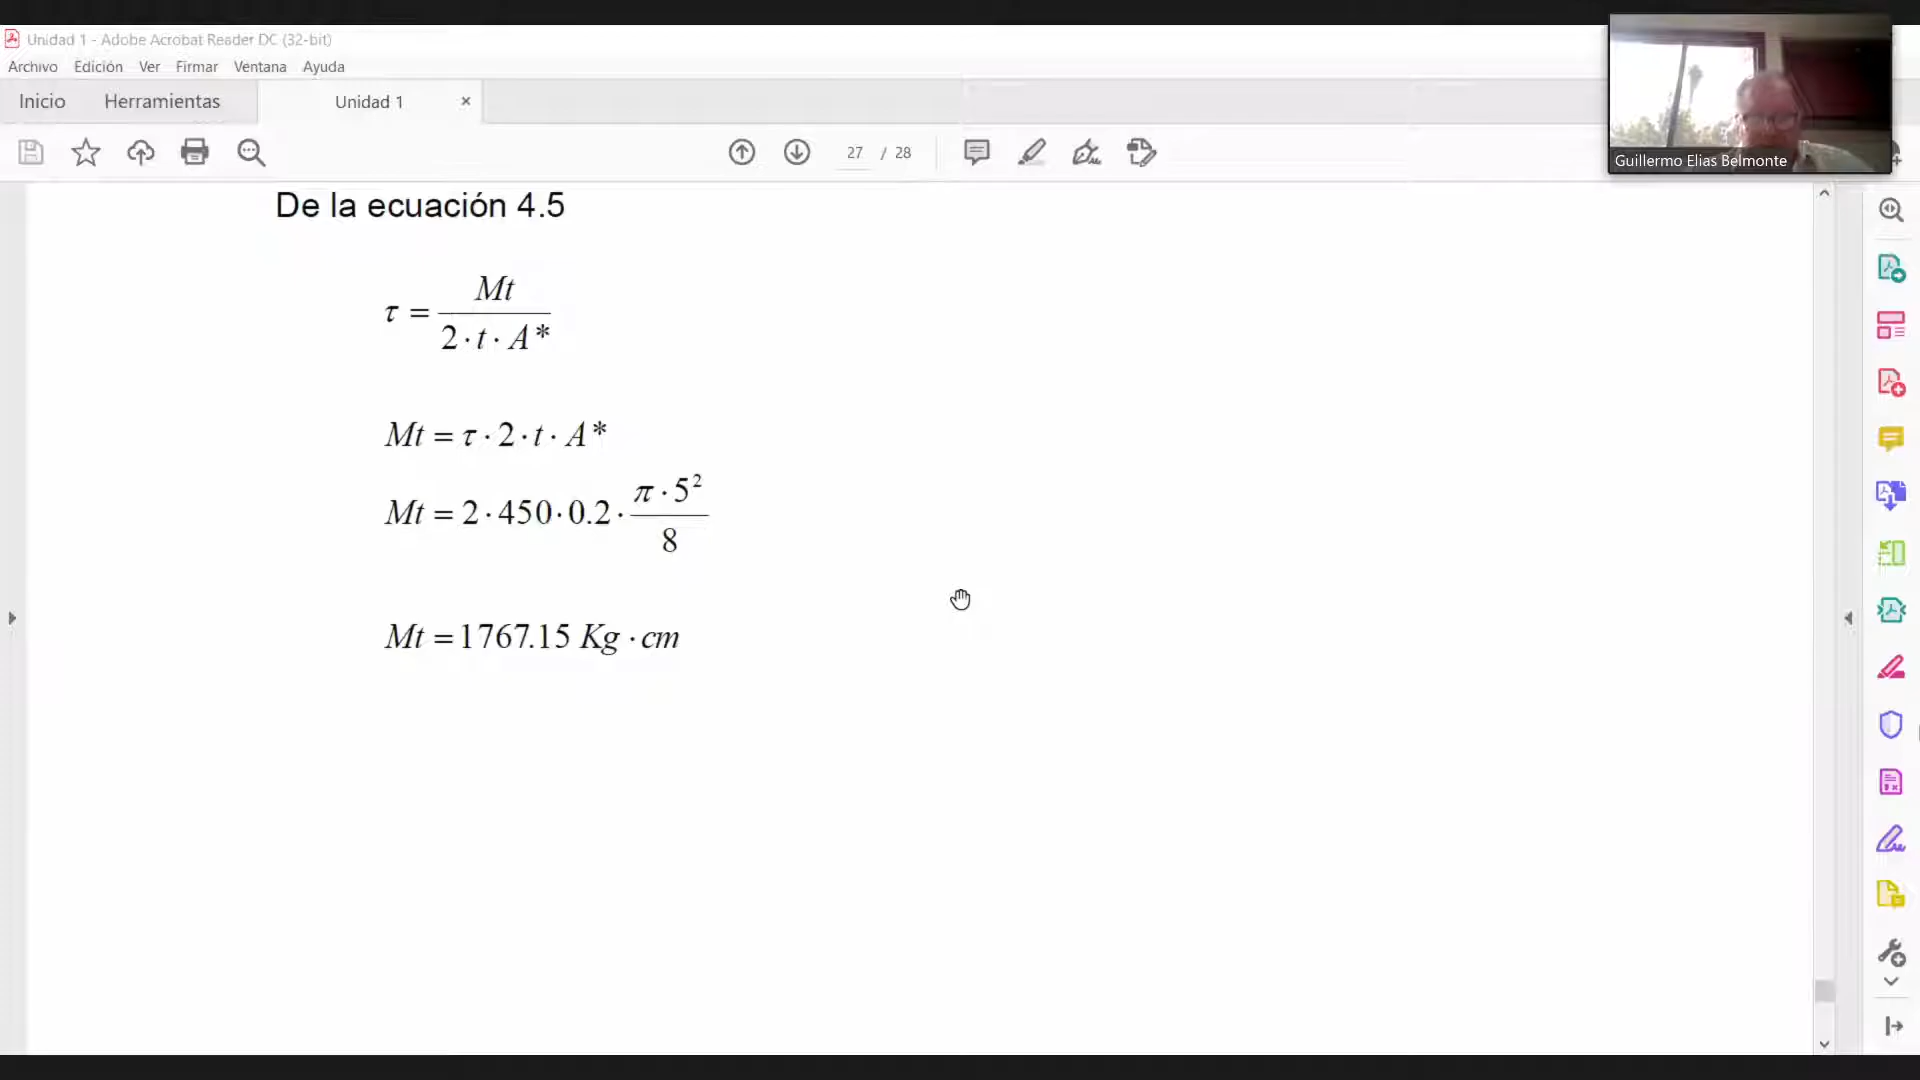 Unidad 1 - Adobe Acrobat Reader DC (32-bit)
Archivo Edición Ver Firmar Ventana Ayuda
Inicio Herramientas Unidad 1 ×
27 / 28
Guillermo Elias Belmonte
De la ecuación 4.5
τ = Mt / 2 · t · A*
Mt = τ · 2 · t · A*
Mt = 2 · 450 · 0.2 · π · 5² / 8
Mt = 1767.15 Kg · cm